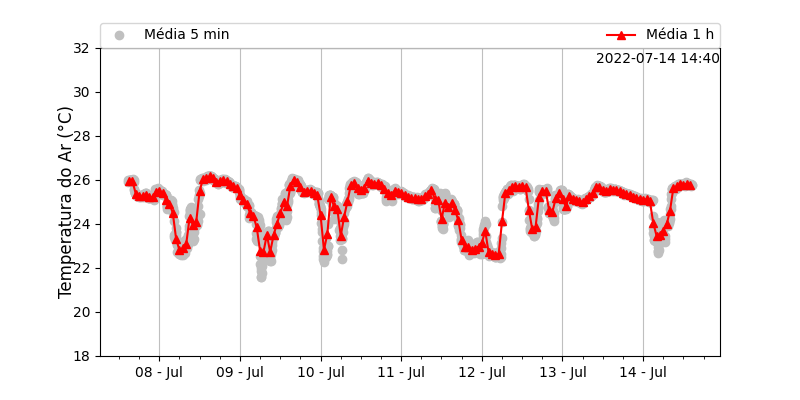 Média 5 min
Média 1 h
2022-07-14 14:40
Temperatura do Ar (°C)
32
30
28
26
24
22
20
18
08 - Jul
09 - Jul
10 - Jul
11 - Jul
12 - Jul
13 - Jul
14 - Jul